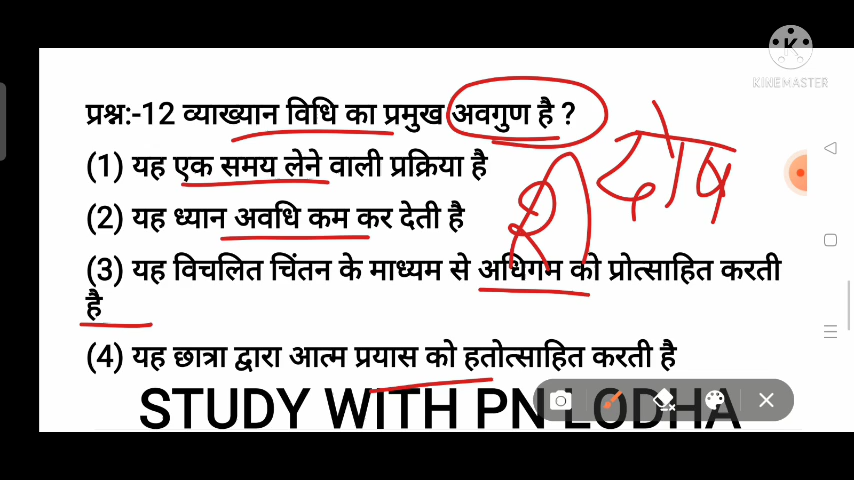 KINEMASTER
प्रश्न:-12 व्याख्यान विधि का प्रमुख अवगुण है ?
दोष
(1) यह एक समय लेने वाली प्रक्रिया है
(2) यह ध्यान अवधि कम कर देती है
(3) यह विचलित चिंतन के माध्यम से अधिगम को प्रोत्साहित करती
है
(4) यह छात्रा द्वारा आत्म प्रयास को हतोत्साहित करती है
STUDY WITH PN LODHA